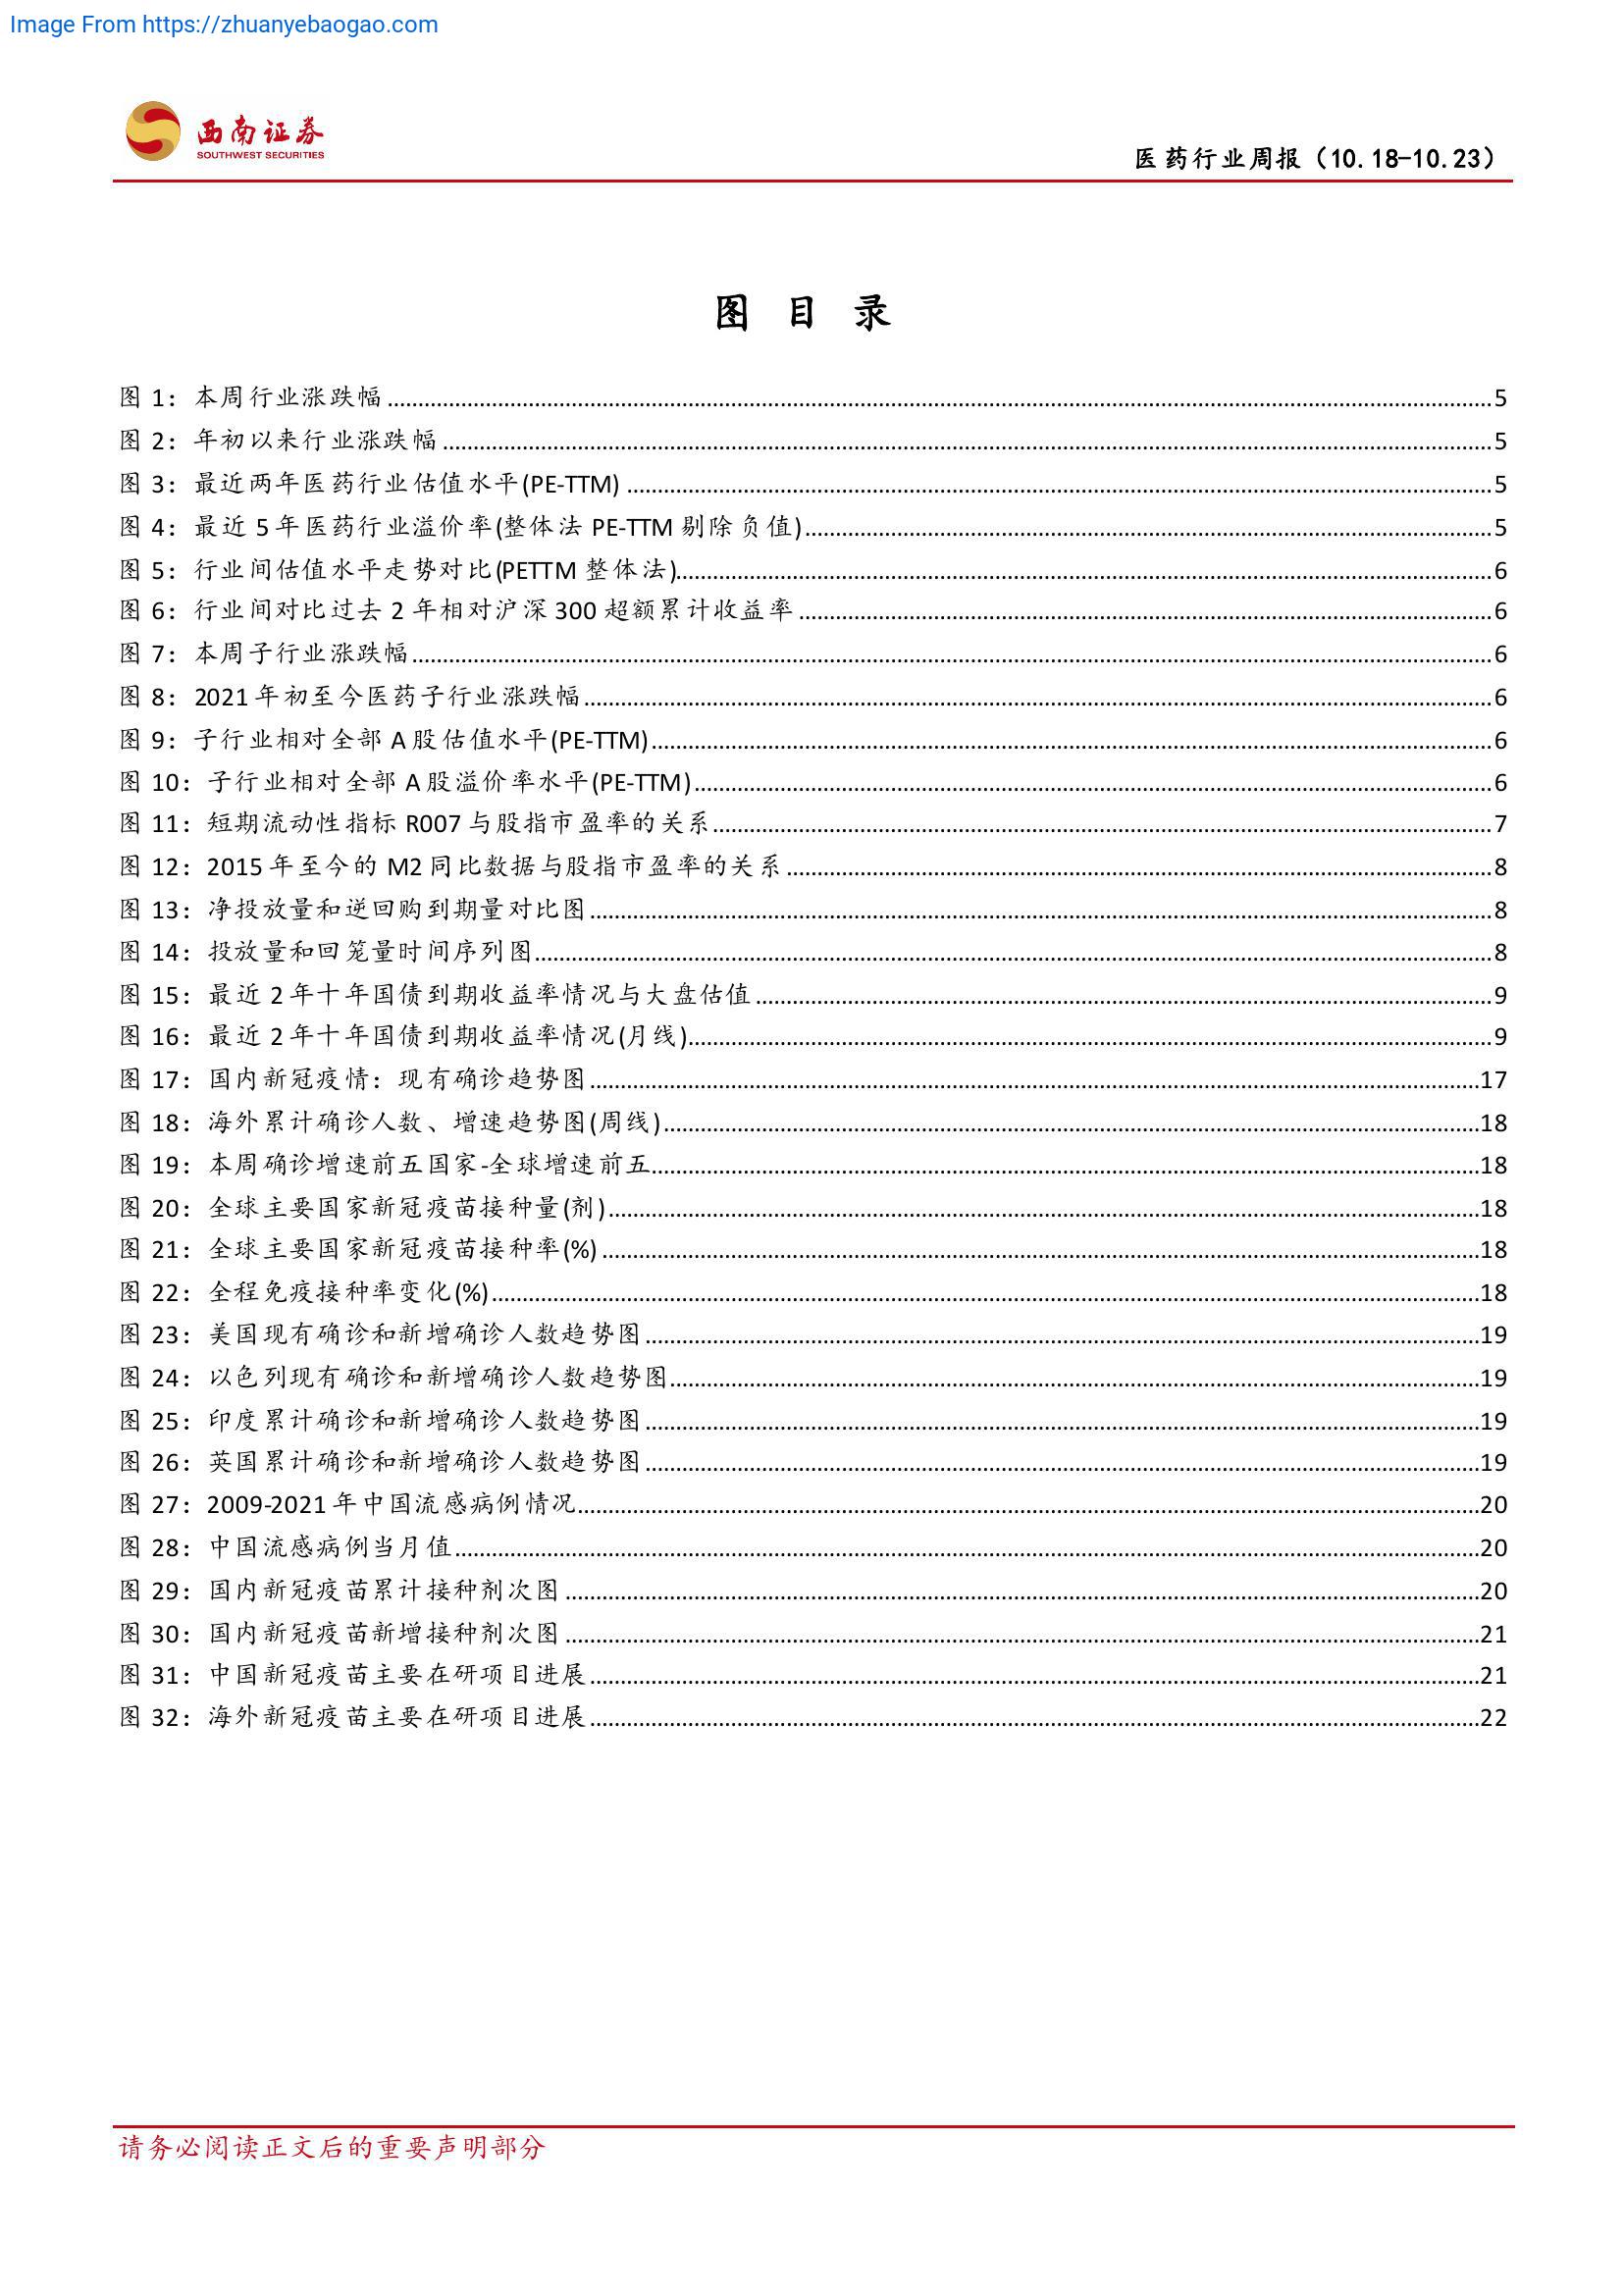 Image From https://zhuanyebaogao.com
西南证券
SOUTHWEST SECURITIES
医药行业周报（10.18-10.23）
图 目 录
图 1：本周行业涨跌幅 5
图 2：年初以来行业涨跌幅 5
图 3：最近两年医药行业估值水平(PE-TTM) 5
图 4：最近 5 年医药行业溢价率(整体法 PE-TTM 剔除负值) 5
图 5：行业间估值水平走势对比(PETTM 整体法) 6
图 6：行业间对比过去 2 年相对沪深 300 超额累计收益率 6
图 7：本周子行业涨跌幅 6
图 8：2021 年初至今医药子行业涨跌幅 6
图 9：子行业相对全部 A 股估值水平(PE-TTM) 6
图 10：子行业相对全部 A 股溢价率水平(PE-TTM) 6
图 11：短期流动性指标 R007 与股指市盈率的关系 7
图 12：2015 年至今的 M2 同比数据与股指市盈率的关系 8
图 13：净投放量和逆回购到期量对比图 8
图 14：投放量和回笼量时间序列图 8
图 15：最近 2 年十年国债到期收益率情况与大盘估值 9
图 16：最近 2 年十年国债到期收益率情况(月线) 9
图 17：国内新冠疫情：现有确诊趋势图 17
图 18：海外累计确诊人数、增速趋势图(周线) 18
图 19：本周确诊增速前五国家-全球增速前五 18
图 20：全球主要国家新冠疫苗接种量(剂) 18
图 21：全球主要国家新冠疫苗接种率(%) 18
图 22：全程免疫接种率变化(%) 18
图 23：美国现有确诊和新增确诊人数趋势图 19
图 24：以色列现有确诊和新增确诊人数趋势图 19
图 25：印度累计确诊和新增确诊人数趋势图 19
图 26：英国累计确诊和新增确诊人数趋势图 19
图 27：2009-2021 年中国流感病例情况 20
图 28：中国流感病例当月值 20
图 29：国内新冠疫苗累计接种剂次图 20
图 30：国内新冠疫苗新增接种剂次图 21
图 31：中国新冠疫苗主要在研项目进展 21
图 32：海外新冠疫苗主要在研项目进展 22
请务必阅读正文后的重要声明部分